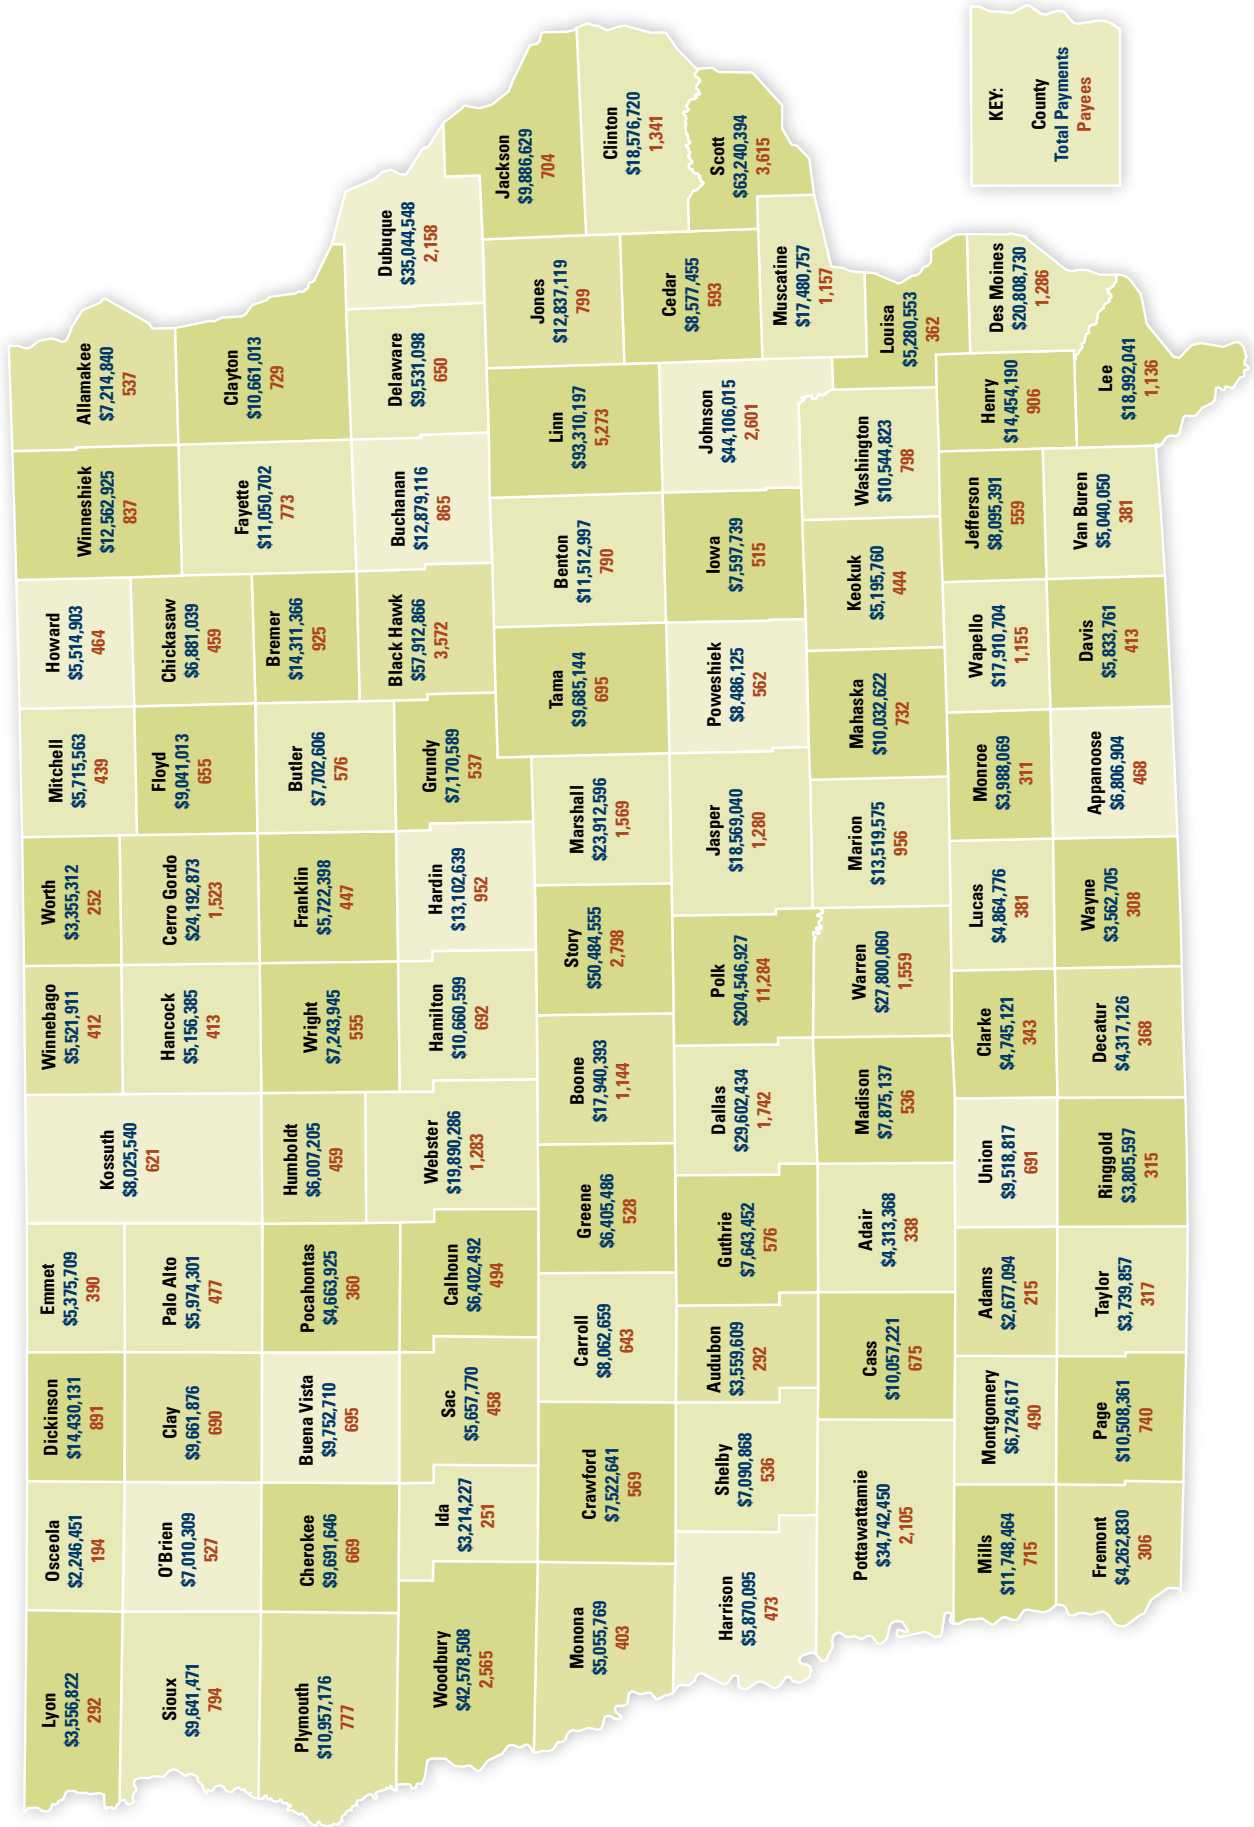 Lyon
$3,556,822
292
Osceola
$2,246,451
194
Dickinson
$14,430,131
891
Emmet
$5,375,709
390
Kossuth
$8,025,540
621
Winnebago
$5,521,911
412
Worth
$3,355,312
252
Mitchell
$5,715,563
439
Howard
$5,514,903
464
Winneshiek
$12,562,925
837
Allamakee
$7,214,840
537
Sioux
$9,641,471
794
O'Brien
$7,010,309
527
Clay
$9,661,876
690
Palo Alto
$5,974,301
477
Hancock
$5,156,385
413
Cerro Gordo
$24,192,873
1,523
Floyd
$9,041,013
655
Chickasaw
$6,881,039
459
Fayette
$11,050,702
773
Clayton
$10,661,013
729
Plymouth
$10,957,176
777
Cherokee
$9,691,646
669
Buena Vista
$9,752,710
695
Pocahontas
$4,663,925
360
Humboldt
$6,007,205
459
Wright
$7,243,945
555
Franklin
$5,722,398
447
Butler
$7,702,606
576
Bremer
$14,311,366
925
Black Hawk
$57,912,866
3,572
Buchanan
$12,879,116
865
Delaware
$9,531,098
650
Dubuque
$35,044,548
2,158
Woodbury
$42,578,508
2,565
Ida
$3,214,227
251
Sac
$5,657,770
458
Calhoun
$6,402,492
494
Webster
$19,890,286
1,283
Hamilton
$10,660,599
692
Hardin
$13,102,639
952
Grundy
$7,170,589
537
Tama
$9,685,144
695
Benton
$11,512,997
790
Linn
$93,310,197
5,273
Jones
$12,837,119
799
Jackson
$9,886,629
704
Monona
$5,055,769
403
Crawford
$7,522,641
569
Carroll
$8,062,659
643
Greene
$6,405,486
528
Boone
$17,940,393
1,144
Story
$50,484,555
2,798
Marshall
$23,912,596
1,569
Clinton
$18,576,720
1,341
Cedar
$8,577,455
593
Scott
$63,240,394
3,615
Harrison
$5,870,095
473
Shelby
$7,090,868
536
Audubon
$3,559,609
292
Guthrie
$7,643,452
576
Dallas
$29,602,434
1,742
Polk
$204,546,927
11,284
Jasper
$18,569,040
1,280
Poweshiek
$8,486,125
562
Iowa
$7,597,739
515
Johnson
$44,106,015
2,601
Muscatine
$17,480,757
1,157
Pottawattamie
$34,742,450
2,105
Cass
$10,057,221
675
Adair
$4,313,368
338
Madison
$7,875,137
536
Warren
$27,800,060
1,559
Marion
$13,519,575
956
Mahaska
$10,032,622
732
Keokuk
$5,195,760
444
Washington
$10,544,823
798
Louisa
$5,280,553
362
Mills
$11,748,464
715
Montgomery
$6,724,617
490
Adams
$2,677,094
215
Union
$9,518,817
691
Clarke
$4,745,121
343
Lucas
$4,864,776
381
Monroe
$3,988,069
311
Wapello
$17,910,704
1,155
Jefferson
$8,095,391
559
Henry
$14,454,190
906
Des Moines
$20,808,730
1,286
Fremont
$4,262,830
306
Page
$10,508,361
740
Taylor
$3,739,857
317
Ringgold
$3,805,597
315
Decatur
$4,317,126
368
Wayne
$3,562,705
308
Appanoose
$6,806,904
468
Davis
$5,833,761
413
Van Buren
$5,040,050
381
Lee
$18,992,041
1,136
KEY:
County
Total Payments
Payees